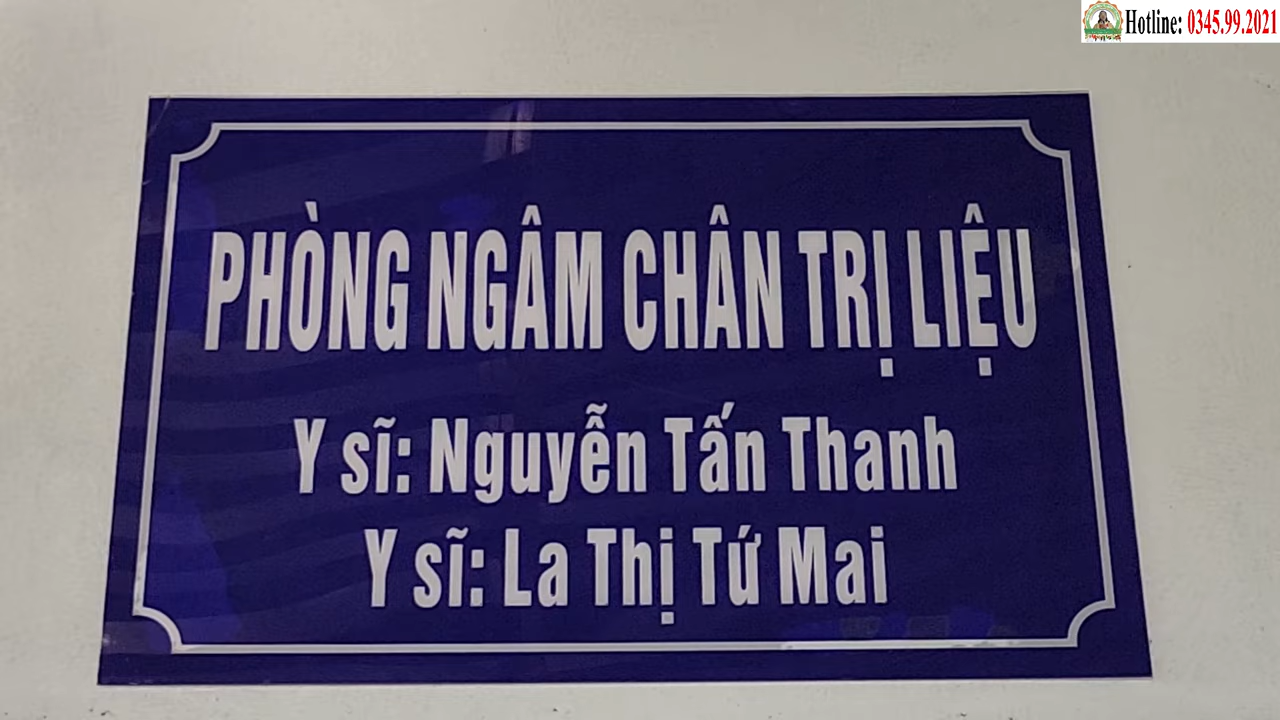 Hotline: 0345.99.2021
PHÒNG NGÂM CHÂN TRỊ LIỆU
Y sĩ: Nguyễn Tấn Thanh
Y sĩ: La Thị Tứ Mai